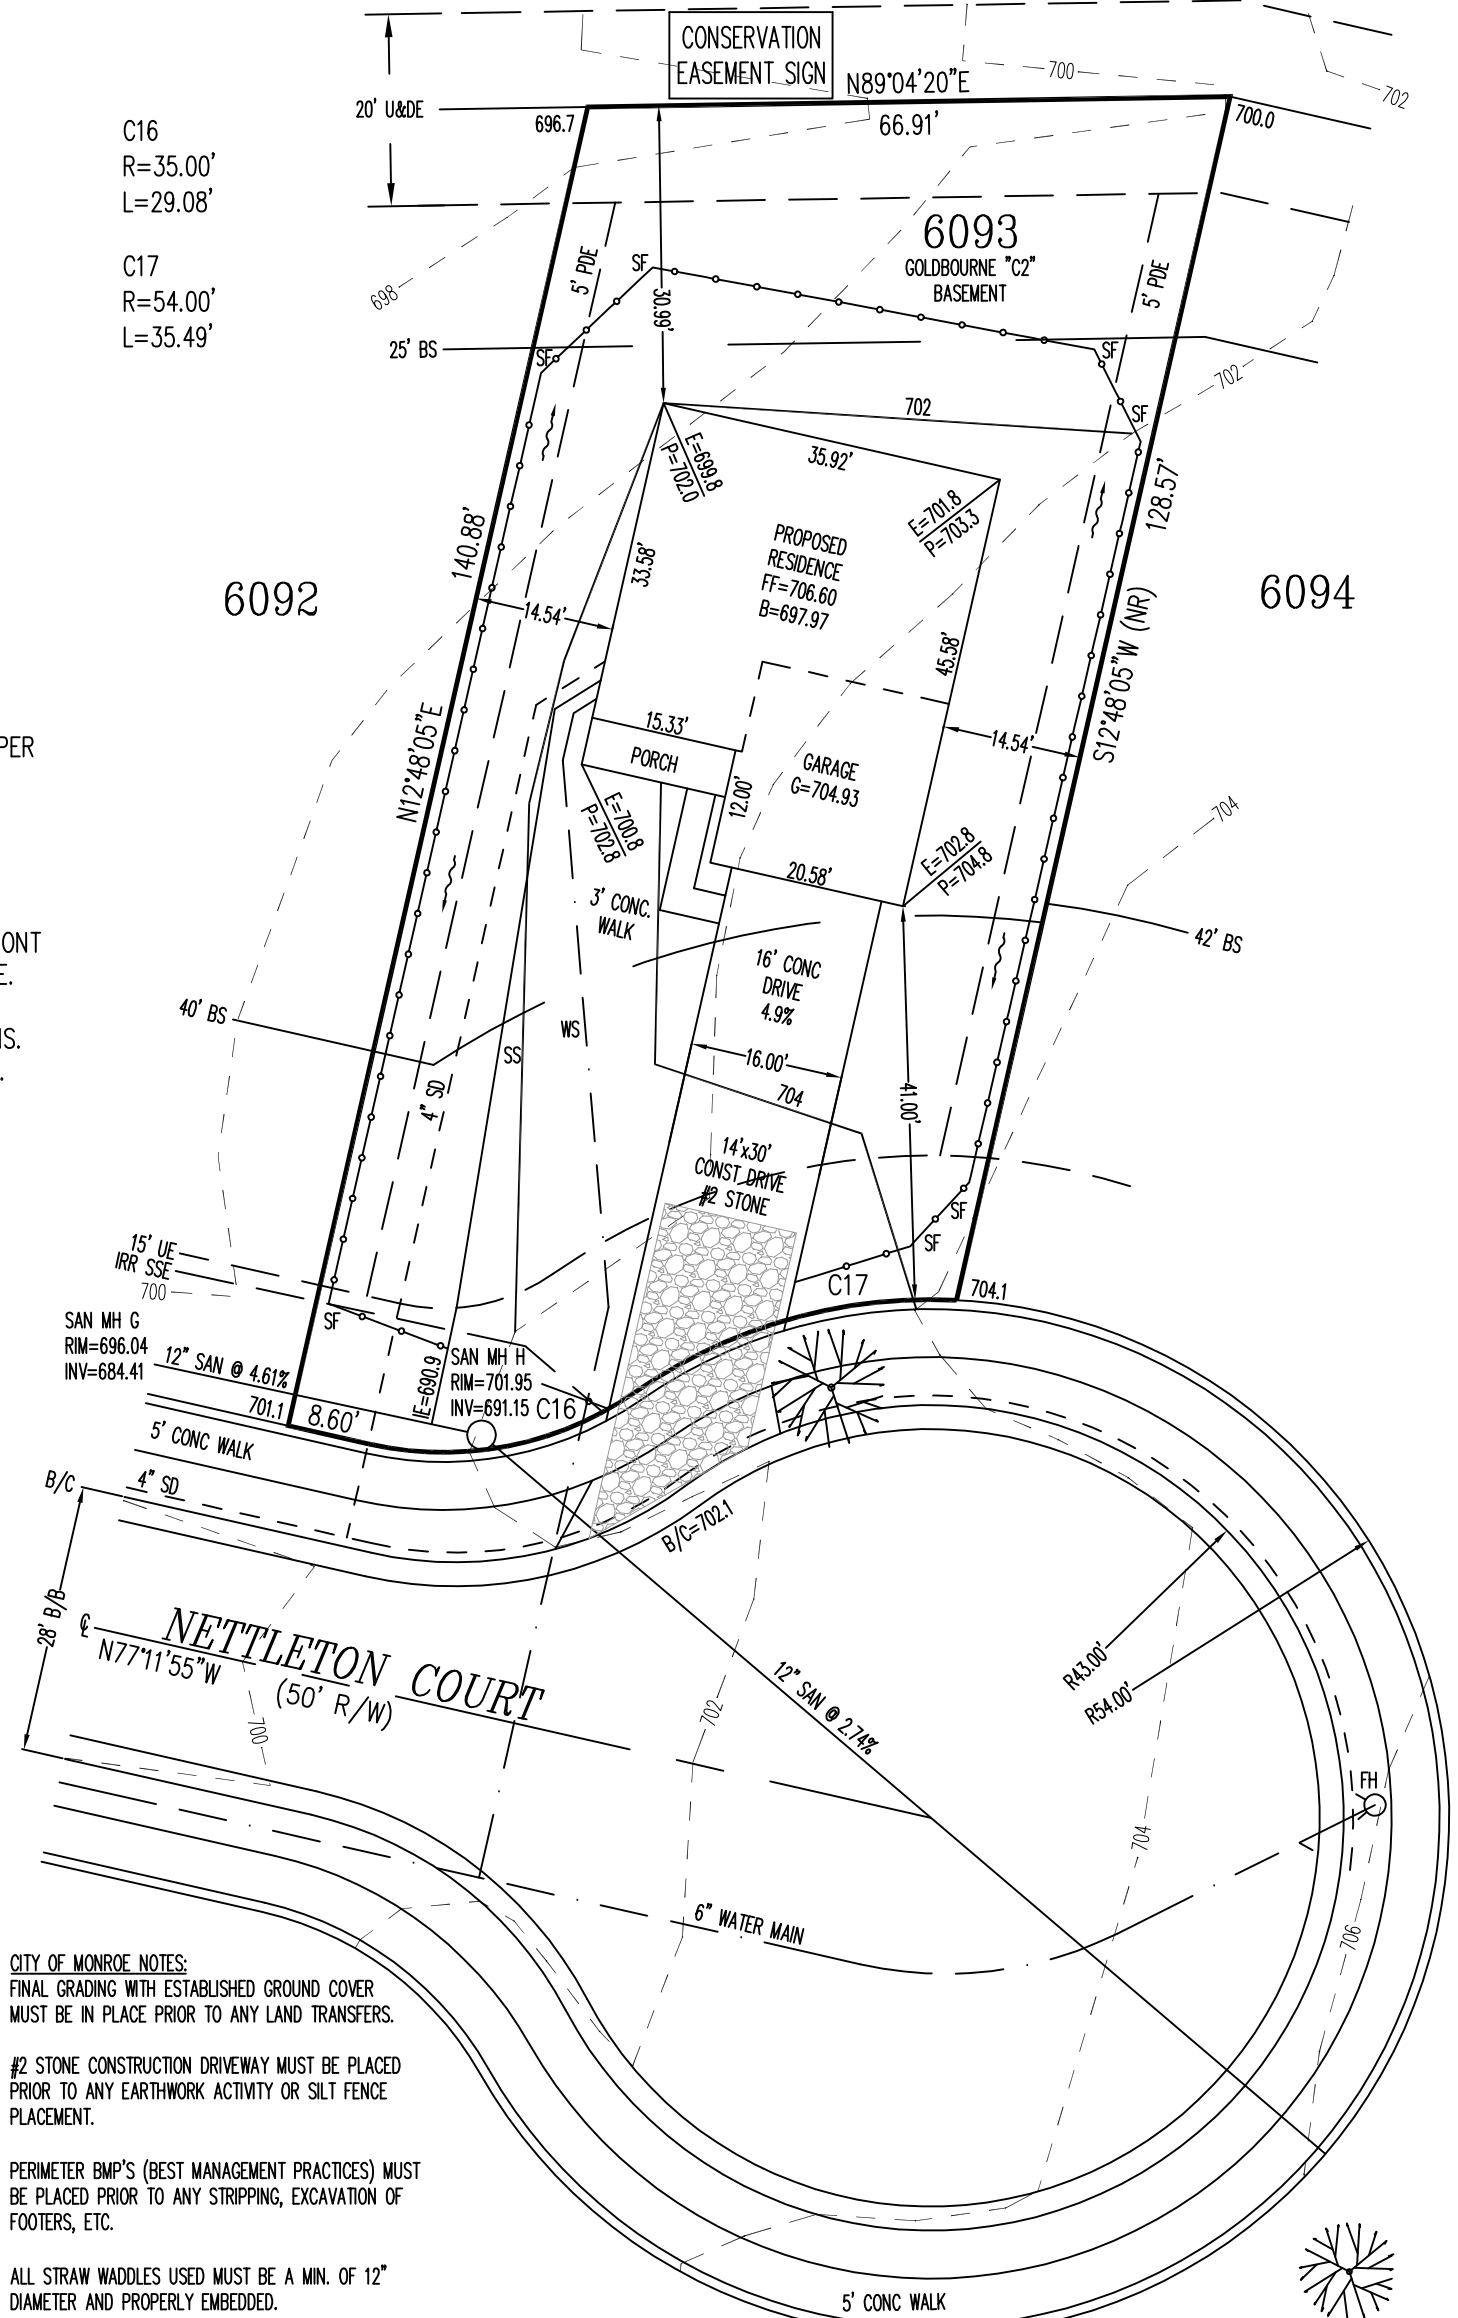 CONSERVATION
EASEMENT SIGN
N89°04'20"E
700
702
20' U&DE
696.7
66.91'
700.0
C16
R=35.00'
L=29.08'
C17
R=54.00'
L=35.49'
6093
GOLDBOURNE "C2"
BASEMENT
5' PDE
5' PDE
SF
698
30.99'
25' BS
SF
SF
702
702
SF
E=699.8
P=702.0
35.92'
E=701.8
P=703.3
128.57'
140.88'
33.58'
PROPOSED
RESIDENCE
FF=706.60
B=697.97
6092
6094
14.54'
45.58'
S12°48'05"W (NR)
N12°48'05"E
15.33'
PORCH
14.54'
PER
GARAGE
G=704.93
12.00'
E=700.8
P=702.8
704
E=702.8
P=704.8
20.58'
3' CONC.
WALK
ONT
E.
42' BS
16' CONC
DRIVE
4.9%
40' BS
WS
IS.
SS
16.00'
704
4" SD
41.00'
14'x30'
CONST DRIVE
#2 STONE
SF
SF
15' UE
IRR SSE
700
C17
704.1
SAN MH G
RIM=696.04
INV=684.41
SF
12" SAN @ 4.61%
SAN MH H
RIM=701.95
INV=691.15
IE=690.9
C16
701.1
8.60'
5' CONC WALK
B/C
4" SD
B/C=702.1
28' B/B
NETTLETON COURT
N77°11'55"W
(50' R/W)
700
702
12" SAN @ 2.74%
R43.00'
R54.00'
FH
704
706
6" WATER MAIN
CITY OF MONROE NOTES:
FINAL GRADING WITH ESTABLISHED GROUND COVER
MUST BE IN PLACE PRIOR TO ANY LAND TRANSFERS.
#2 STONE CONSTRUCTION DRIVEWAY MUST BE PLACED
PRIOR TO ANY EARTHWORK ACTIVITY OR SILT FENCE
PLACEMENT.
PERIMETER BMP'S (BEST MANAGEMENT PRACTICES) MUST
BE PLACED PRIOR TO ANY STRIPPING, EXCAVATION OF
FOOTERS, ETC.
ALL STRAW WADDLES USED MUST BE A MIN. OF 12"
DIAMETER AND PROPERLY EMBEDDED.
5' CONC WALK